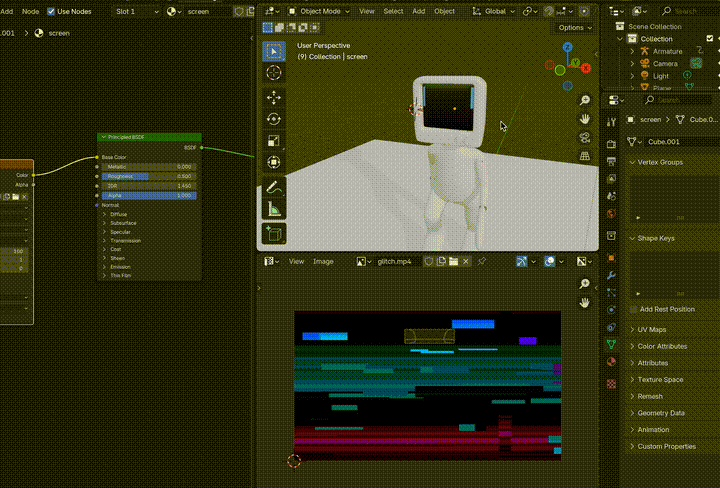 Add Node Use Nodes Slot 1 screen
.001 > screen
Principled BSDF
BSDF
Color
Alpha
Base Color
Metallic 0.000
Roughness 0.500
IOR 1.450
Alpha 1.000
Normal
Diffuse
Subsurface
Specular
Transmission
Coat
Sheen
Emission
Thin Film
Object Mode View Select Add Object Global
Options
User Perspective
(9) Collection | screen
Z
Y
X
View Image glitch.mp4
Search
Scene Collection
Collection
Armature
Camera
Light
Plane
Search
screen > Cube.0...
Cube.001
Vertex Groups
Shape Keys
Add Rest Position
UV Maps
Color Attributes
Attributes
Texture Space
Remesh
Geometry Data
Animation
Custom Properties